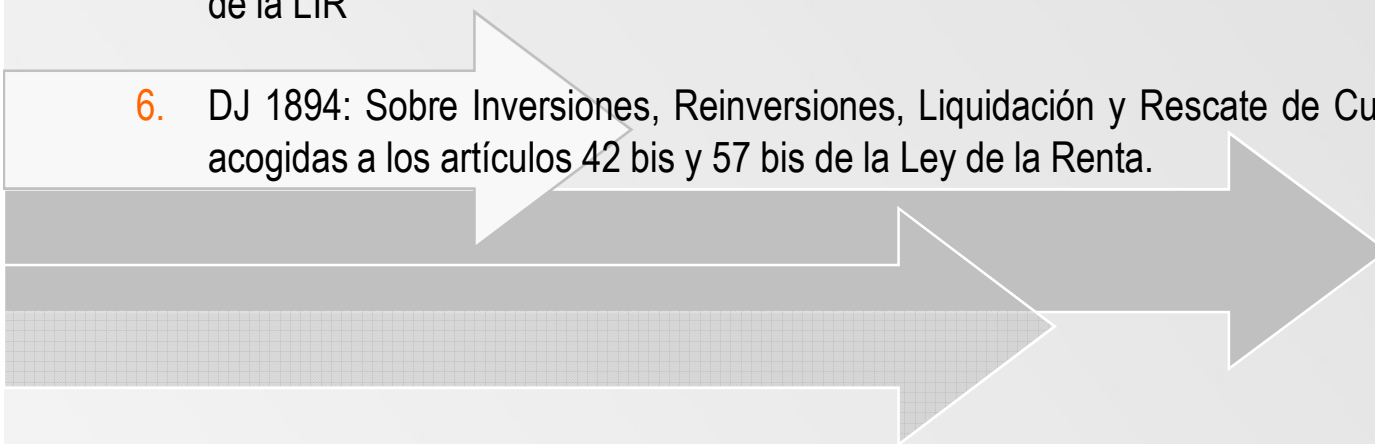 de la LIR
6. DJ 1894: Sobre Inversiones, Reinversiones, Liquidación y Rescate de Cu
acogidas a los artículos 42 bis y 57 bis de la Ley de la Renta.